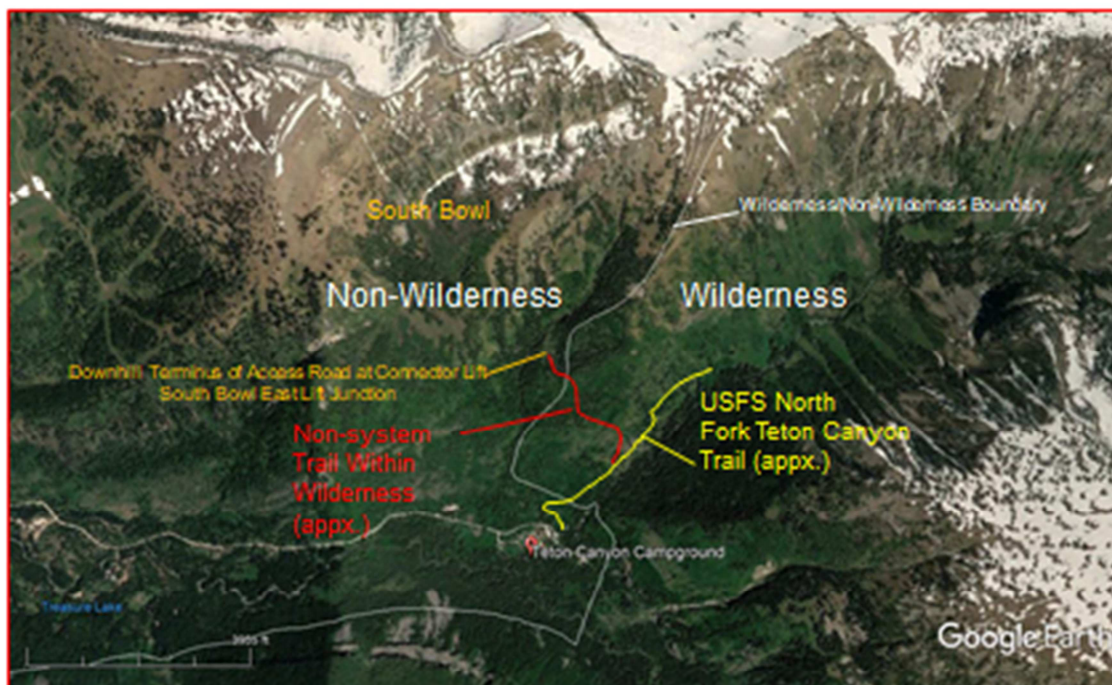 South Bowl
Wilderness/Non-Wilderness Boundary
Non-Wilderness
Wilderness
Downhill Terminus of Access Road at Connector Lift
South Bowl East Lift Junction
USFS North
Fork Teton Canyon
Trail (appx.)
Non-system
Trail Within
Wilderness
(appx.)
Teton Canyon Campground
Treasure Lake
ft
Google Earth